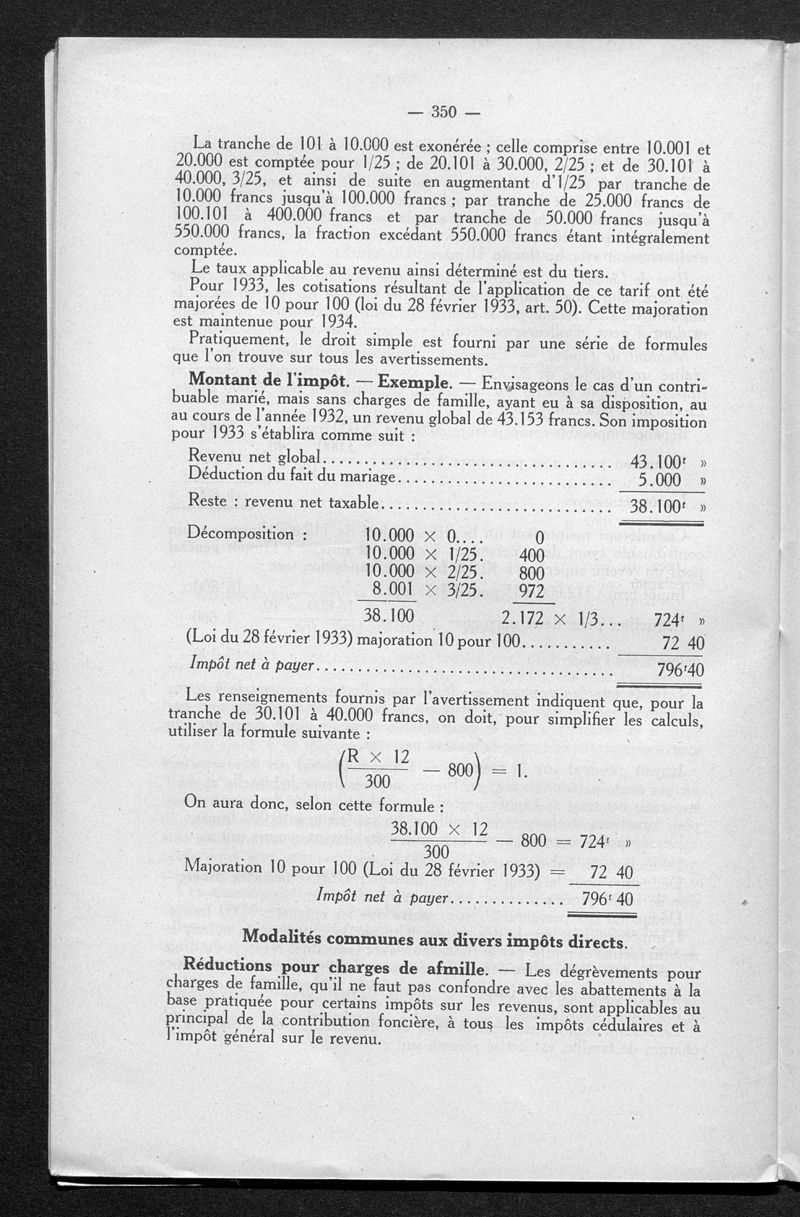 — 350 —
La tranche de 101 à 10.000 est exonérée ; celle comprise entre 10.001 et
20.000 est comptée pour 1/25 ; de 20.101 à 30.000, 2/25 ; et de 30.101 à
40.000, 3/25, et ainsi de suite en augmentant d'1/25 par tranche de
10.000 francs jusqu'à 100.000 francs ; par tranche de 25.000 francs de
100.101 à 400.000 francs et par tranche de 50.000 francs jusqu'à
550.000 francs, la fraction excédant 550.000 francs étant intégralement
comptée.
Le taux applicable au revenu ainsi déterminé est du tiers.
Pour 1933, les cotisations résultant de l'application de ce tarif ont été
majorées de 10 pour 100 (loi du 28 février 1933, art. 50). Cette majoration
est maintenue pour 1934.
Pratiquement, le droit simple est fourni par une série de formules
que l'on trouve sur tous les avertissements.
Montant de l'impôt. — Exemple. — Envisageons le cas d'un contri-
buable marié, mais sans charges de famille, ayant eu à sa disposition, au
au cours de l'année 1932, un revenu global de 43.153 francs. Son imposition
pour 1933 s'établira comme suit :
Revenu net global................................... 43.100ᶠ »
Déduction du fait du mariage.......................... 5.000 »
Reste : revenu net taxable............................ 38.100ᶠ »
Décomposition : 10.000 × 0.... 0
10.000 × 1/25. 400
10.000 × 2/25. 800
8.001 × 3/25. 972
38.100 2.172 × 1/3... 724ᶠ »
(Loi du 28 février 1933) majoration 10 pour 100........... 72 40
Impôt net à payer.................................... 796ᶠ40
Les renseignements fournis par l'avertissement indiquent que, pour la
tranche de 30.101 à 40.000 francs, on doit, pour simplifier les calculs,
utiliser la formule suivante :
(R × 12 / 300 — 800) = 1.
On aura donc, selon cette formule :
38.100 × 12 / 300 — 800 = 724ᶠ »
Majoration 10 pour 100 (Loi du 28 février 1933) = 72 40
Impôt net à payer.............. 796ᶠ 40
Modalités communes aux divers impôts directs.
Réductions pour charges de afmille. — Les dégrèvements pour
charges de famille, qu'il ne faut pas confondre avec les abattements à la
base pratiquée pour certains impôts sur les revenus, sont applicables au
principal de la contribution foncière, à tous les impôts cédulaires et à
l'impôt général sur le revenu.